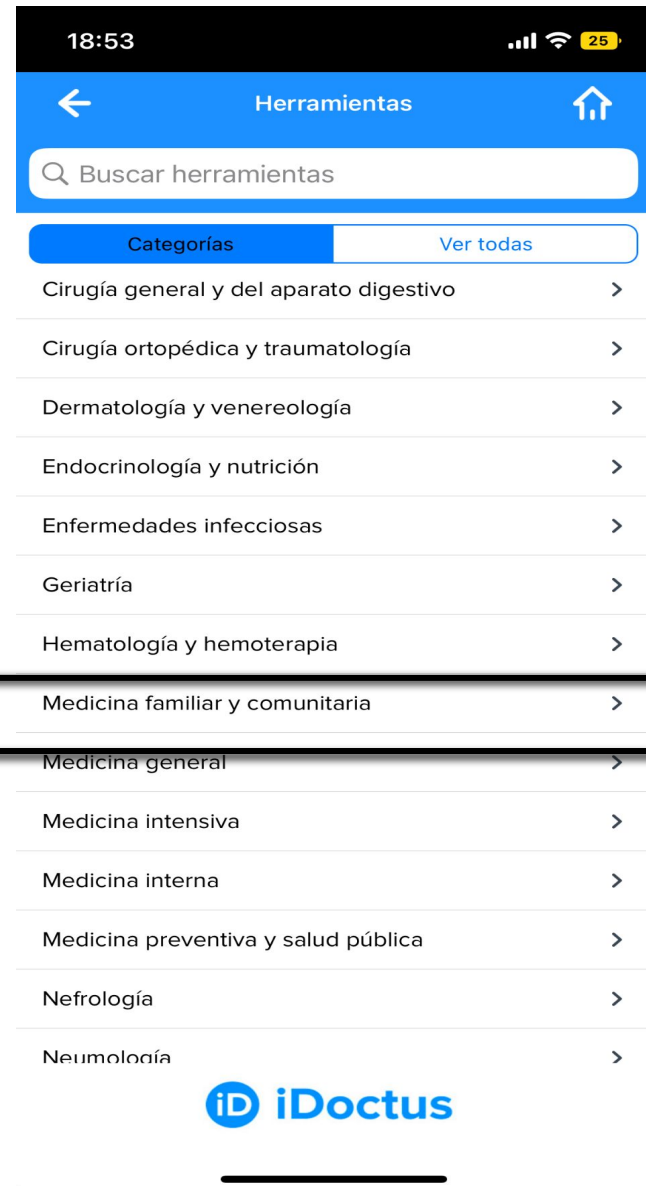 18:53
25
Herramientas
Buscar herramientas
Categorías
Ver todas
Cirugía general y del aparato digestivo
Cirugía ortopédica y traumatología
Dermatología y venereología
Endocrinología y nutrición
Enfermedades infecciosas
Geriatría
Hematología y hemoterapia
Medicina familiar y comunitaria
Medicina general
Medicina intensiva
Medicina interna
Medicina preventiva y salud pública
Nefrología
Neumología
iD iDoctus